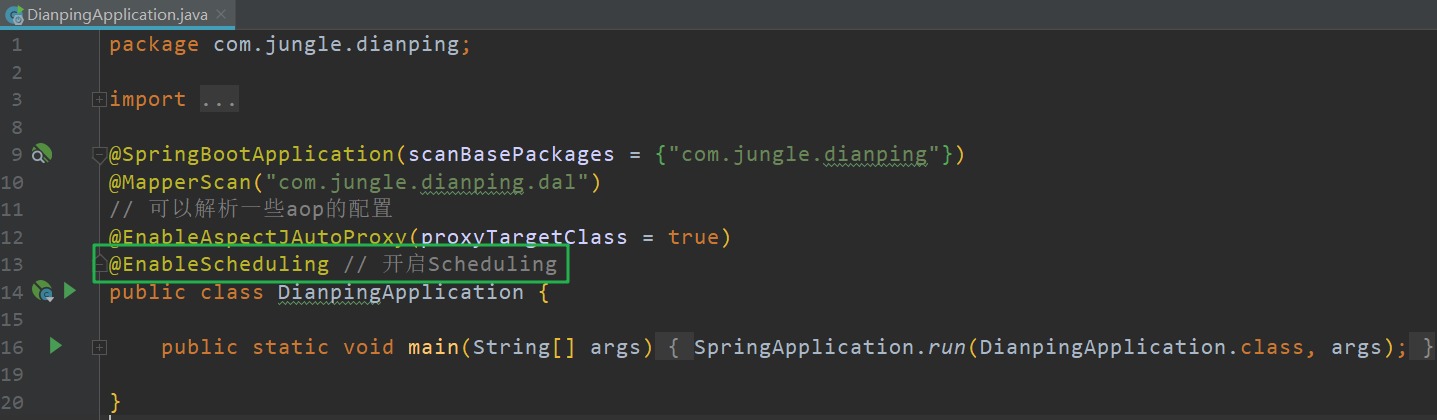 DianpingApplication.java
1 package com.jungle.dianping;
2
3 import ...
8
9 @SpringBootApplication(scanBasePackages = {"com.jungle.dianping"})
10 @MapperScan("com.jungle.dianping.dal")
11 // 可以解析一些aop的配置
12 @EnableAspectJAutoProxy(proxyTargetClass = true)
13 @EnableScheduling // 开启Scheduling
14 public class DianpingApplication {
15
16 public static void main(String[] args) { SpringApplication.run(DianpingApplication.class, args); }
19
20 }